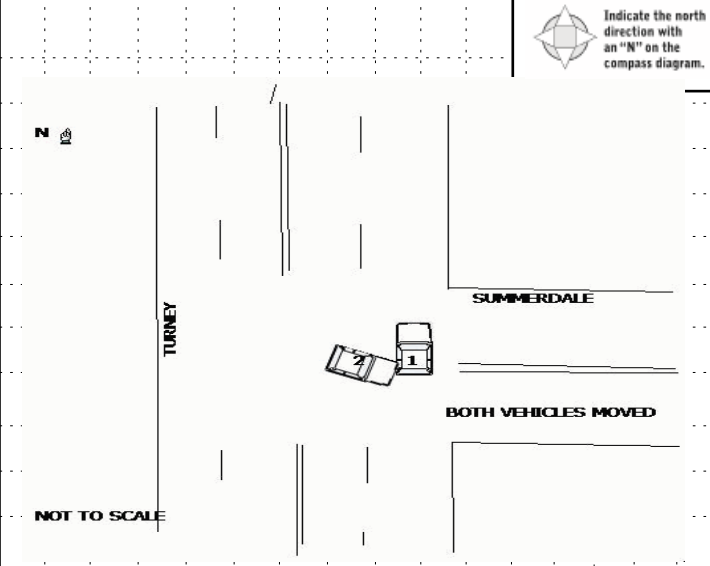 Indicate the north
direction with
an "N" on the
compass diagram.
N
SUMMERDALE
TURNEY
2 1
BOTH VEHICLES MOVED
NOT TO SCALE